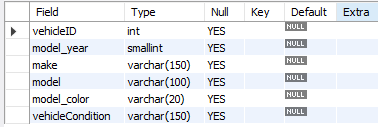 Field Type Null Key Default Extra
vehicleID int YES NULL
model_year smallint YES NULL
make varchar(150) YES NULL
model varchar(100) YES NULL
model_color varchar(20) YES NULL
vehicleCondition varchar(150) YES NULL